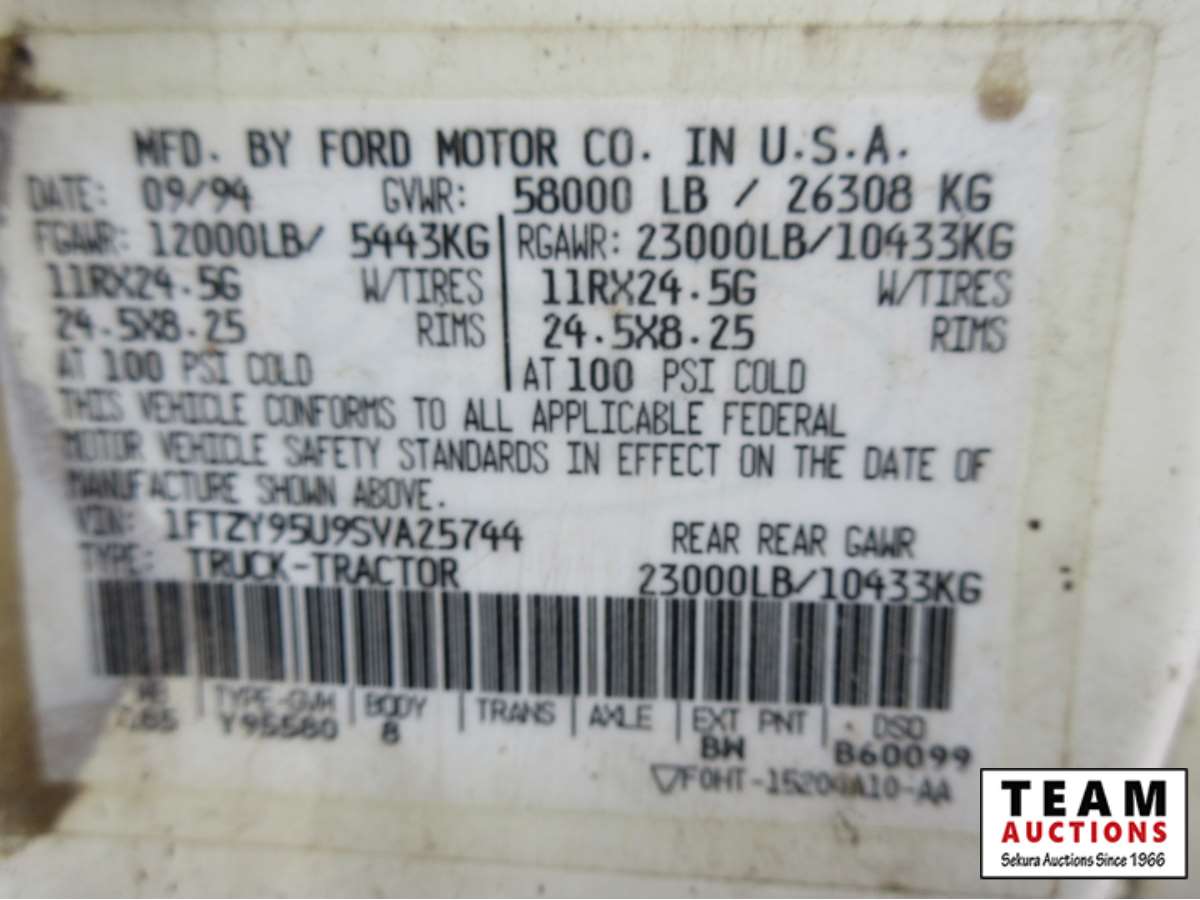 MFD. BY FORD MOTOR CO. IN U.S.A.
DATE: 09/94 GVWR: 58000 LB / 26308 KG
FGAWR: 12000LB/ 5443KG RGAWR: 23000LB/10433KG
11RX24.5G W/TIRES 11RX24.5G W/TIRES
24.5X8.25 RIMS 24.5X8.25 RIMS
AT 100 PSI COLD AT 100 PSI COLD
THIS VEHICLE CONFORMS TO ALL APPLICABLE FEDERAL
MOTOR VEHICLE SAFETY STANDARDS IN EFFECT ON THE DATE OF
MANUFACTURE SHOWN ABOVE.
VIN: 1FTZY95U9SVA25744 REAR REAR GAWR
TYPE: TRUCK-TRACTOR 23000LB/10433KG
WB TYPE-GVW BODY TRANS AXLE EXT PNT DSO
Y95580 8 BW B60099
▽F0HT-15200A10-AA
TEAM
AUCTIONS
Sekura Auctions Since 1966